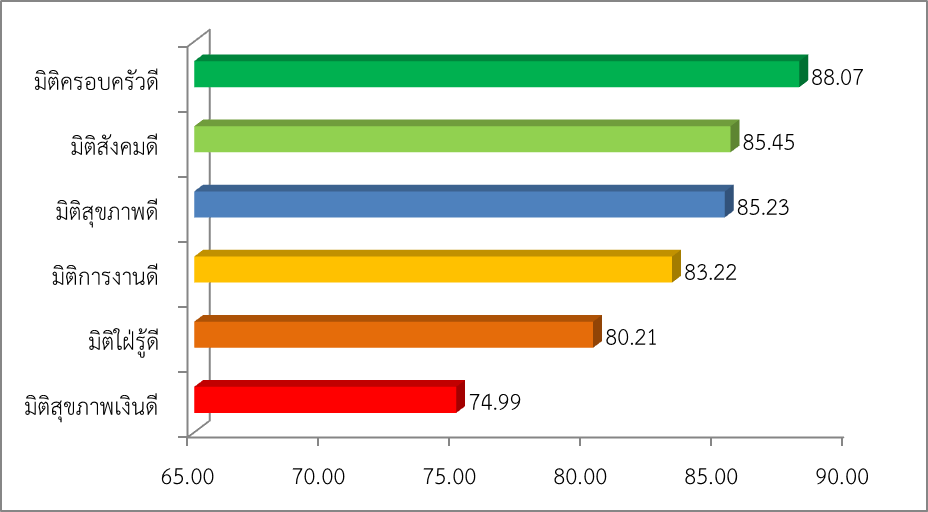 มิติครอบครัวดี 88.07
มิติสังคมดี 85.45
มิติสุขภาพดี 85.23
มิติการงานดี 83.22
มิติใฝ่รู้ดี 80.21
มิติสุขภาพเงินดี 74.99
65.00 70.00 75.00 80.00 85.00 90.00